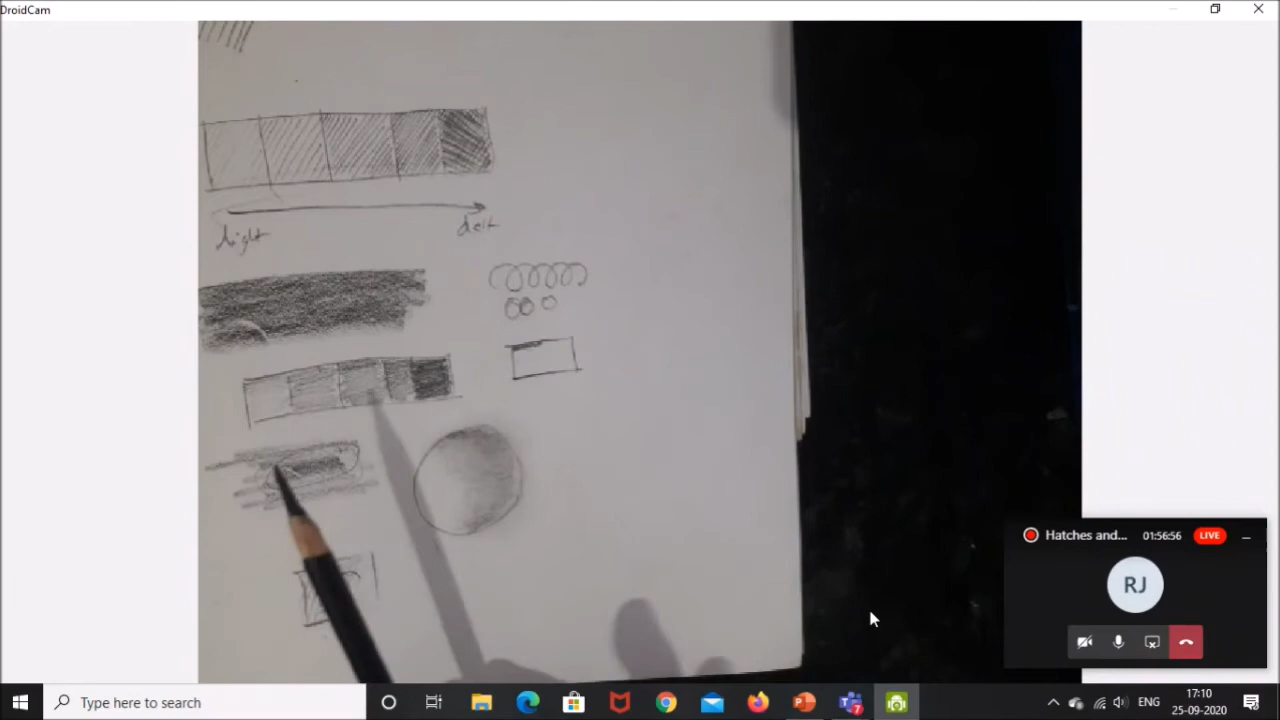 DroidCam
light
Hatches and...
01:56:56
LIVE
RJ
Type here to search
7
ENG
17:10
25-09-2020